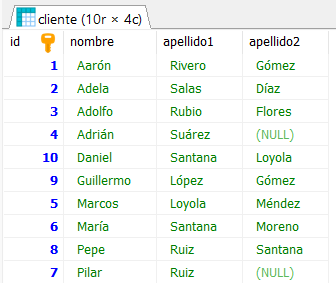 cliente (10r × 4c)
id nombre apellido1 apellido2
1 Aarón Rivero Gómez
2 Adela Salas Díaz
3 Adolfo Rubio Flores
4 Adrián Suárez (NULL)
10 Daniel Santana Loyola
9 Guillermo López Gómez
5 Marcos Loyola Méndez
6 María Santana Moreno
8 Pepe Ruiz Santana
7 Pilar Ruiz (NULL)